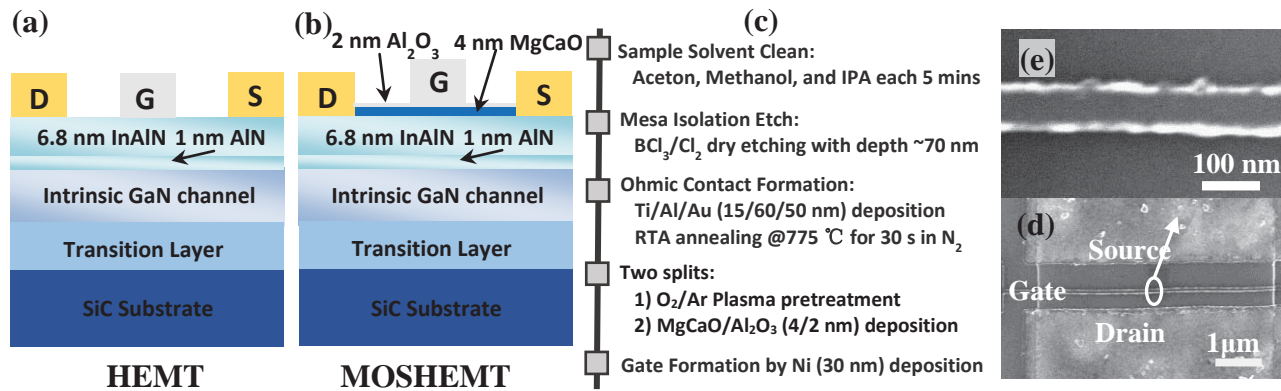 (a)
D
G
S
6.8 nm InAlN 1 nm AlN
Intrinsic GaN channel
Transition Layer
SiC Substrate
HEMT
(b)
2 nm Al₂O₃ 4 nm MgCaO
D
G
S
6.8 nm InAlN 1 nm AlN
Intrinsic GaN channel
Transition Layer
SiC Substrate
MOSHEMT
(c)
Sample Solvent Clean:
Aceton, Methanol, and IPA each 5 mins
Mesa Isolation Etch:
BCl₃/Cl₂ dry etching with depth ~70 nm
Ohmic Contact Formation:
Ti/Al/Au (15/60/50 nm) deposition
RTA annealing @775 ℃ for 30 s in N₂
Two splits:
1) O₂/Ar Plasma pretreatment
2) MgCaO/Al₂O₃ (4/2 nm) deposition
Gate Formation by Ni (30 nm) deposition
(e)
100 nm
(d)
Source
Gate
Drain
1μm